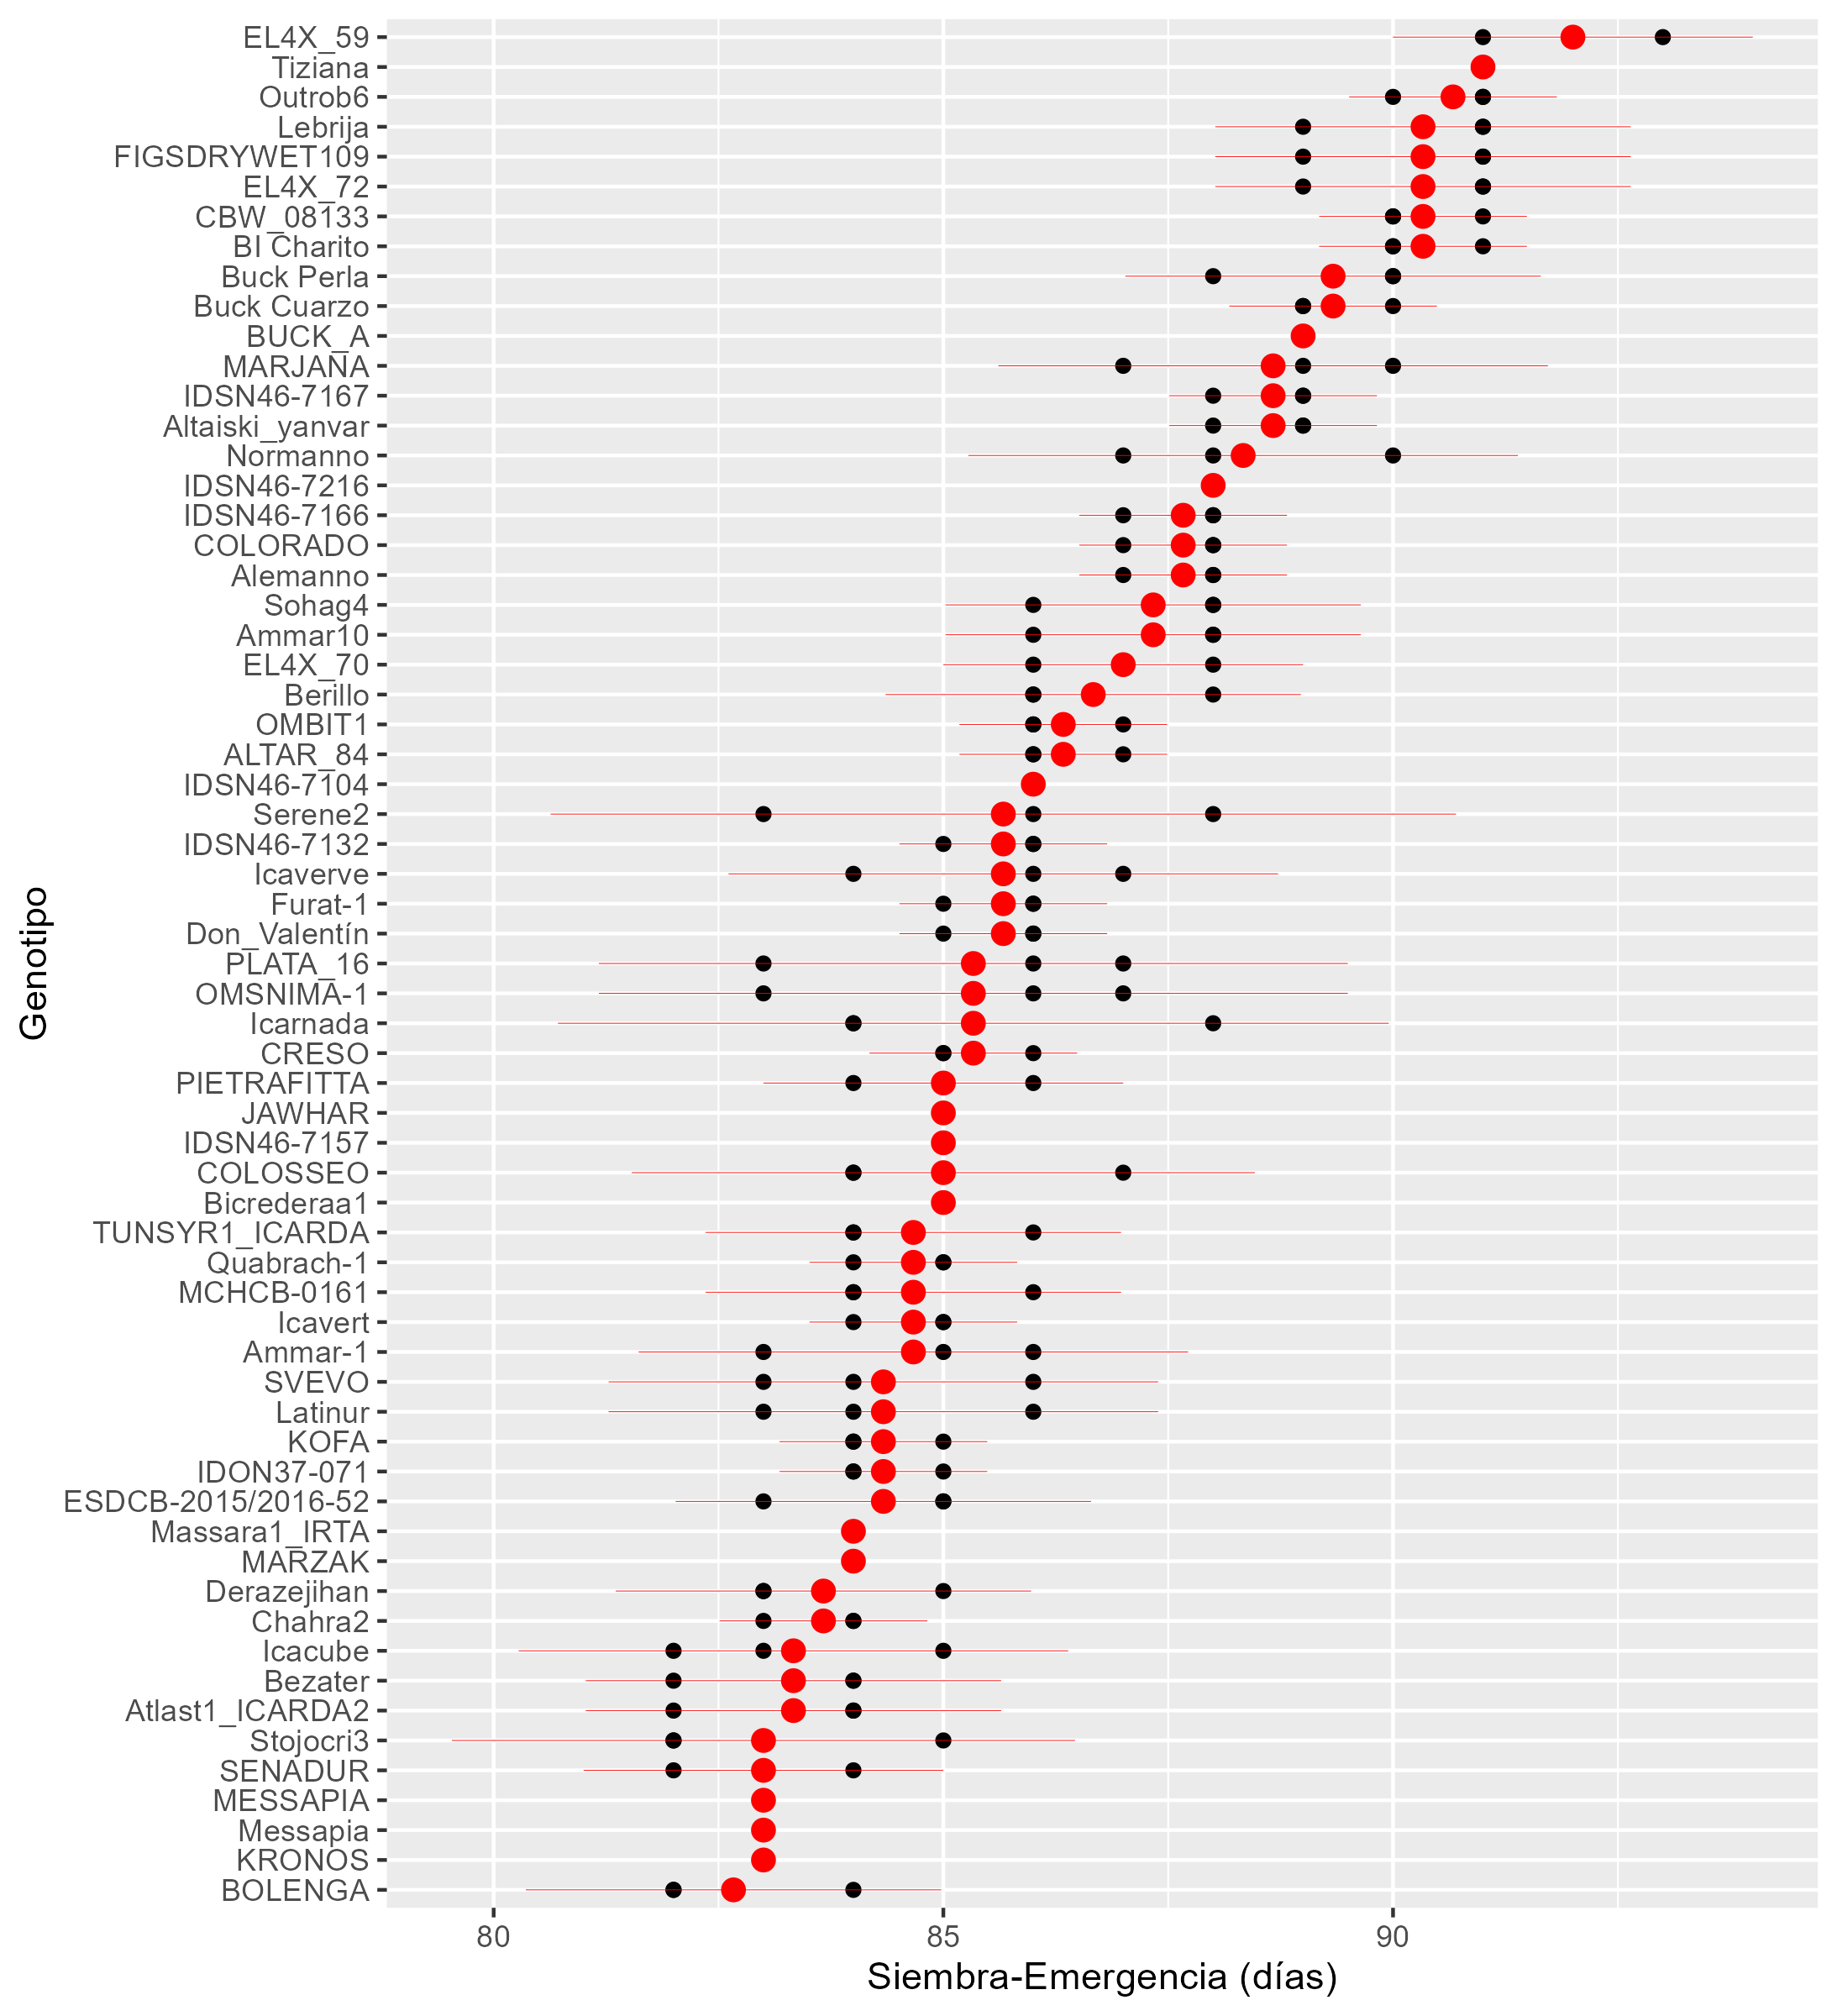 EL4X_59
Tiziana
Outrob6
Lebrija
FIGSDRYWET109
EL4X_72
CBW_08133
BI Charito
Buck Perla
Buck Cuarzo
BUCK_A
MARJANA
IDSN46-7167
Altaiski_yanvar
Normanno
IDSN46-7216
IDSN46-7166
COLORADO
Alemanno
Sohag4
Ammar10
EL4X_70
Berillo
OMBIT1
ALTAR_84
IDSN46-7104
Serene2
IDSN46-7132
Icaverve
Furat-1
Don_Valentín
PLATA_16
OMSNIMA-1
Icarnada
CRESO
PIETRAFITTA
JAWHAR
IDSN46-7157
COLOSSEO
Bicrederaa1
TUNSYR1_ICARDA
Quabrach-1
MCHCB-0161
Icavert
Ammar-1
SVEVO
Latinur
KOFA
IDON37-071
ESDCB-2015/2016-52
Massara1_IRTA
MARZAK
Derazejihan
Chahra2
Icacube
Bezater
Atlast1_ICARDA2
Stojocri3
SENADUR
MESSAPIA
Messapia
KRONOS
BOLENGA
Genotipo
80 85 90
Siembra-Emergencia (días)